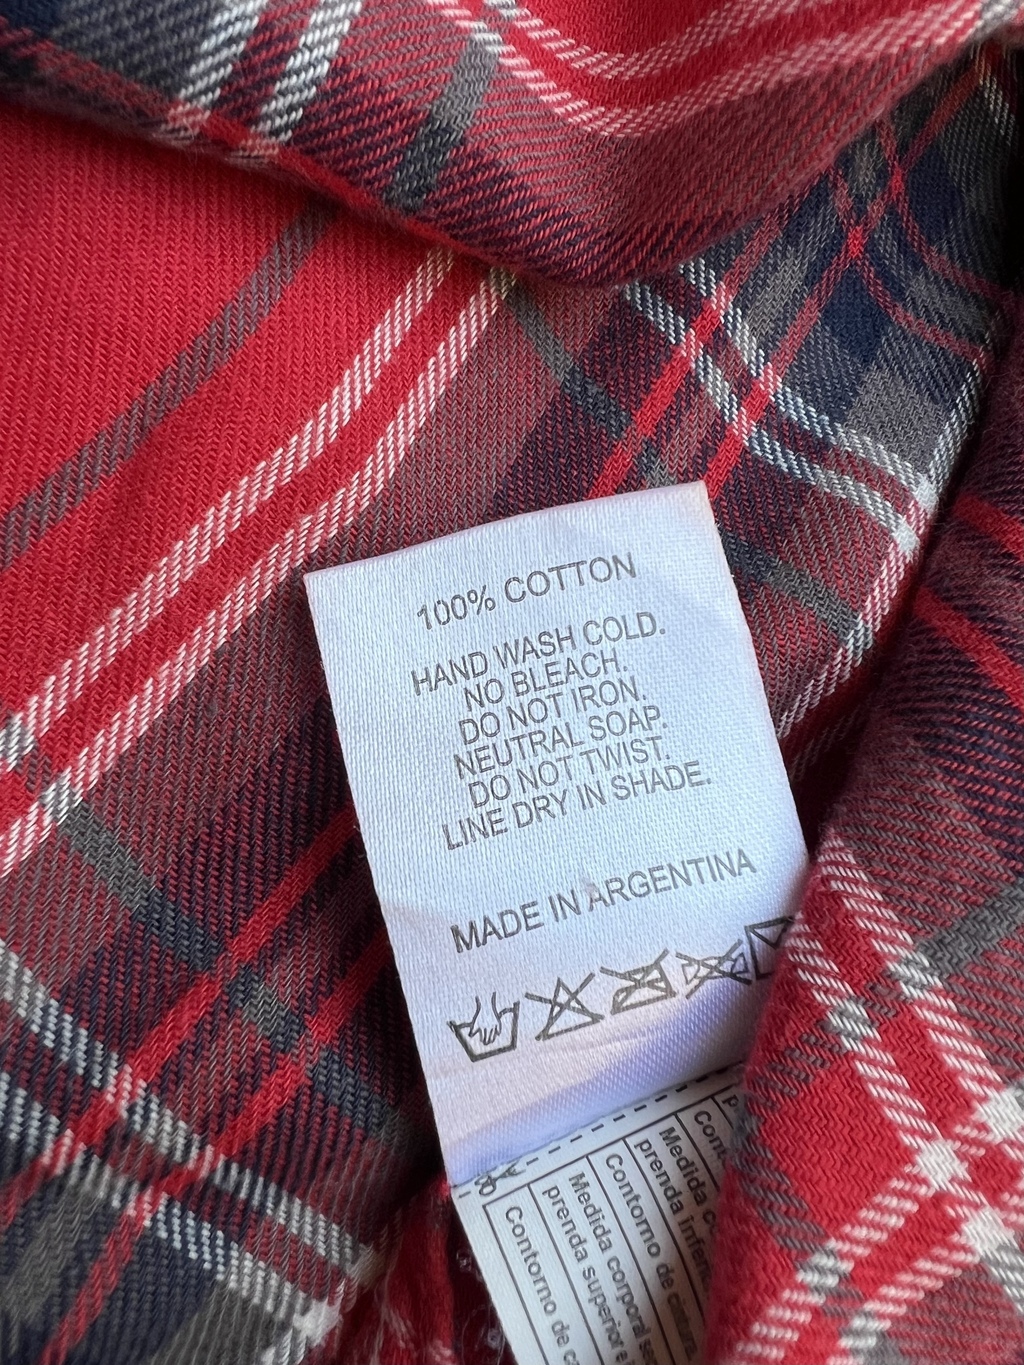 100% COTTON
HAND WASH COLD.
NO BLEACH.
DO NOT IRON.
NEUTRAL SOAP.
DO NOT TWIST.
LINE DRY IN SHADE.
MADE IN ARGENTINA
Contorno de
Medida corporal
prenda superior e
Contorno de cintura
Medida
prenda